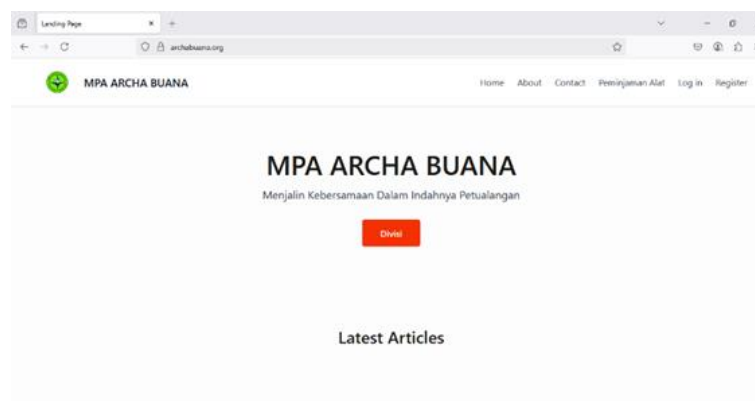 Landing Page
archabuana.org
MPA ARCHA BUANA
Home About Contact Peminjaman Alat Log in Register
MPA ARCHA BUANA
Menjalin Kebersamaan Dalam Indahnya Petualangan
Divisi
Latest Articles